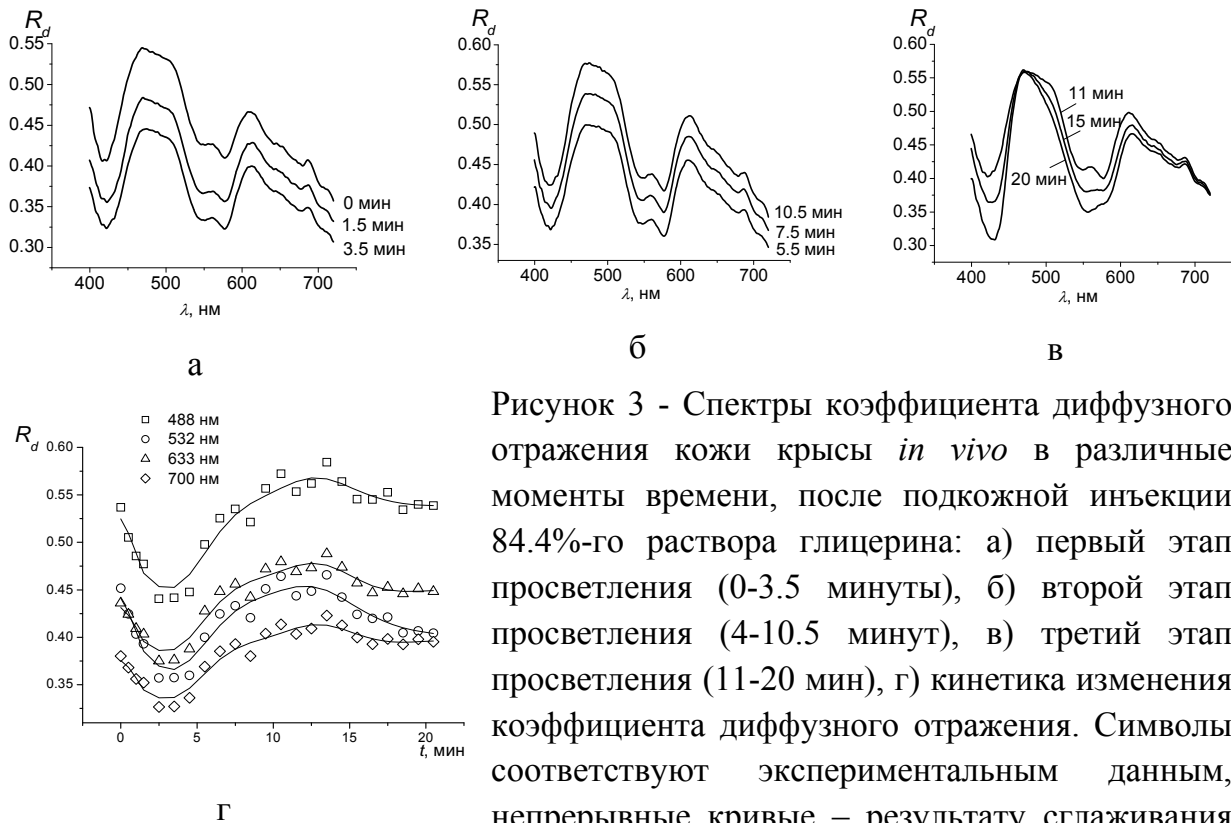 R_d
0.55
0.50
0.45
0.40
0.35
0.30
0 мин
1.5 мин
3.5 мин
400 500 600 700
λ, нм
а
R_d
0.60
0.55
0.50
0.45
0.40
0.35
10.5 мин
7.5 мин
5.5 мин
400 500 600 700
λ, нм
б
R_d
0.60
0.55
0.50
0.45
0.40
0.35
0.30
11 мин
15 мин
20 мин
400 500 600 700
λ, нм
в
488 нм
532 нм
633 нм
700 нм
R_d
0.60
0.55
0.50
0.45
0.40
0.35
0 5 10 15 20
t, мин
г
Рисунок 3 - Спектры коэффициента диффузного
отражения кожи крысы in vivo в различные
моменты времени, после подкожной инъекции
84.4%-го раствора глицерина: а) первый этап
просветления (0-3.5 минуты), б) второй этап
просветления (4-10.5 минут), в) третий этап
просветления (11-20 мин), г) кинетика изменения
коэффициента диффузного отражения. Символы
соответствуют экспериментальным данным,
непрерывные кривые – результату сглаживания